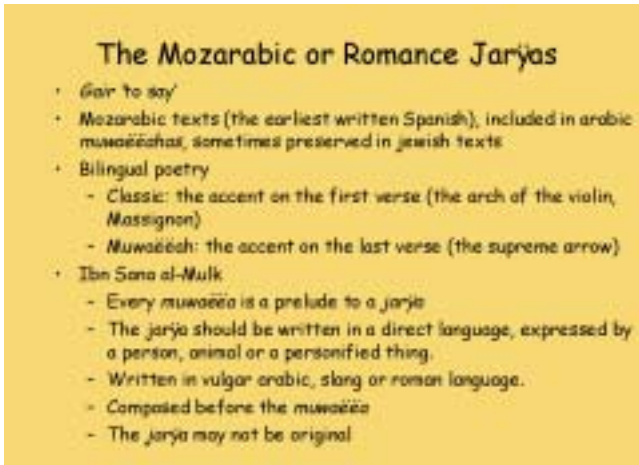 The Mozarabic or Romance Jarÿas
• Gair 'to say'
• Mozarabic texts (the earliest written Spanish), included in arabic
muwaëëahas, sometimes preserved in jewish texts
• Bilingual poetry
- Classic: the accent on the first verse (the arch of the violin,
Massignon)
- Muwaëëah: the accent on the last verse (the supreme arrow)
• Ibn Sana al-Mulk
- Every muwaëëa is a prelude to a jarÿa
- The jarÿa should be written in a direct language, expressed by
a person, animal or a personified thing.
- Written in vulgar arabic, slang or roman language.
- Composed before the muwaëëa
- The jarÿa may not be original